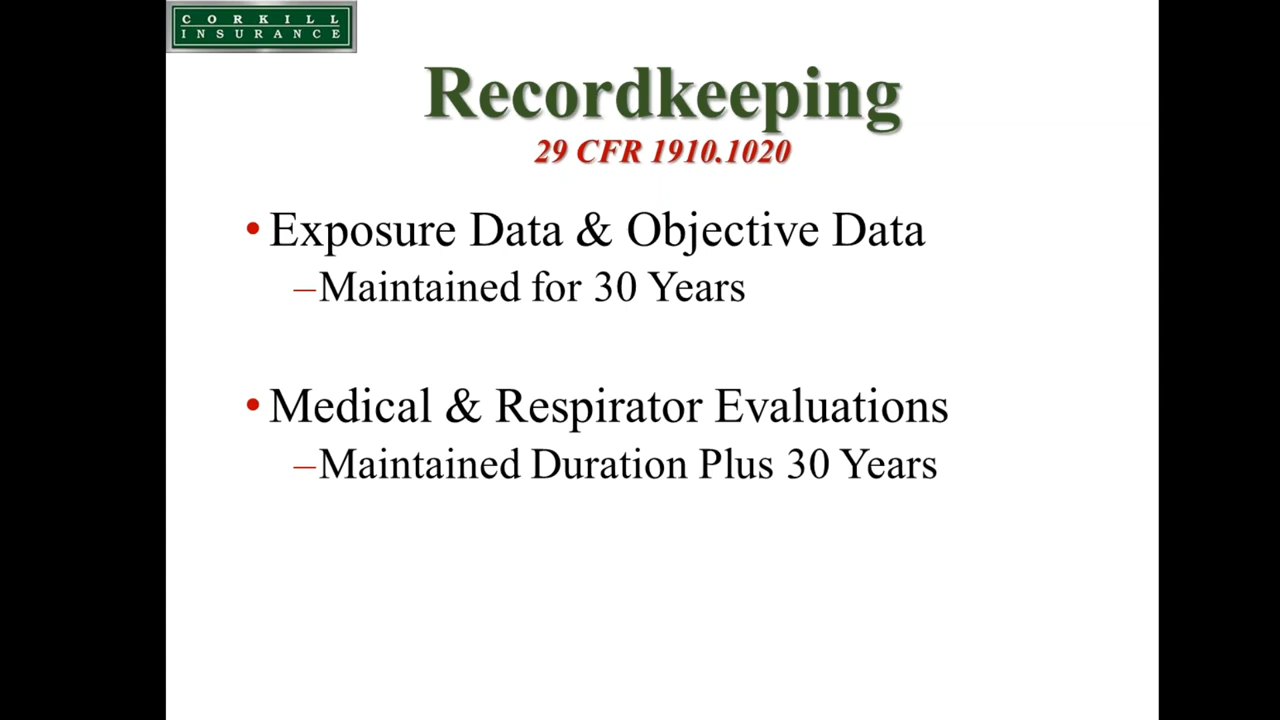 CORKILL
INSURANCE
Recordkeeping
29 CFR 1910.1020
• Exposure Data & Objective Data
–Maintained for 30 Years
• Medical & Respirator Evaluations
–Maintained Duration Plus 30 Years